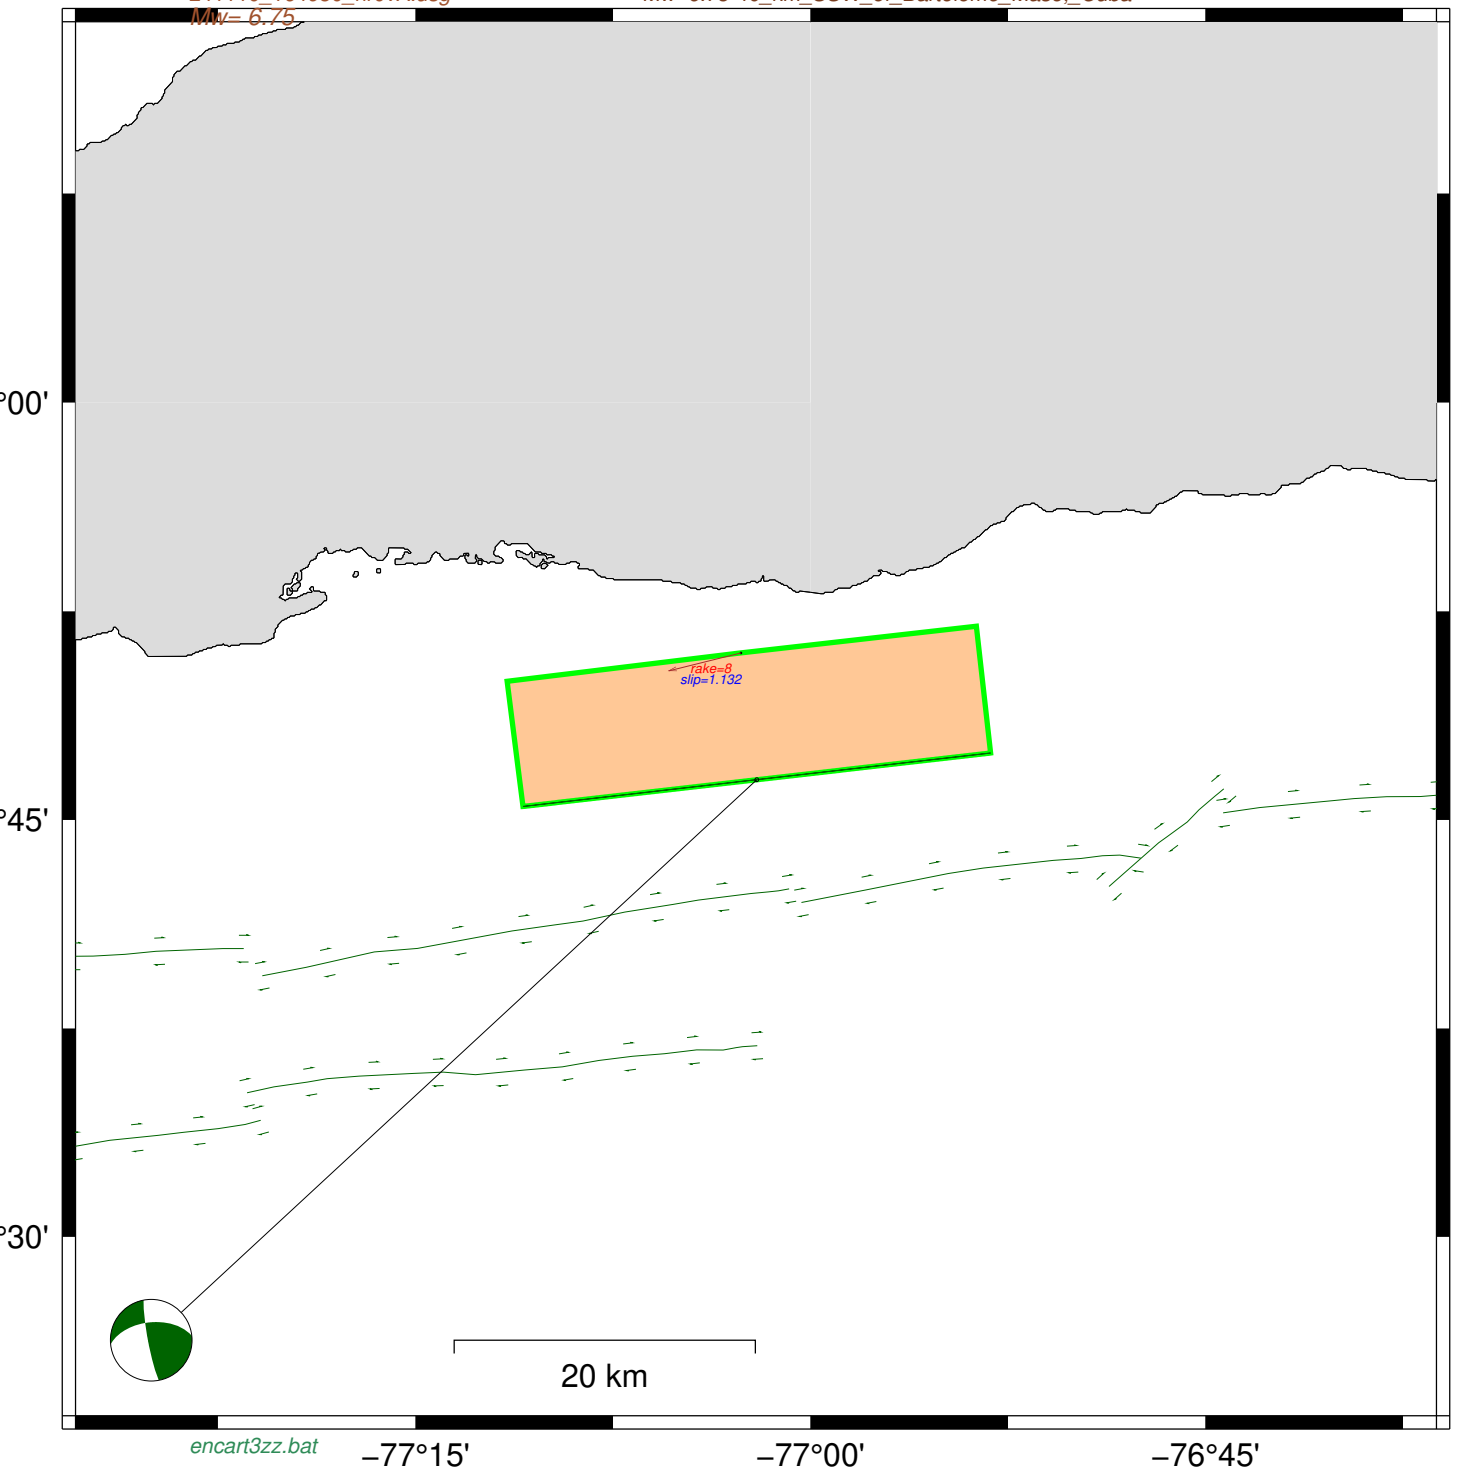 Mw= 6.75
°00'
rake=8
slip=1.132
°45'
°30'
20 km
encart3zz.bat
−77°15'
−77°00'
−76°45'